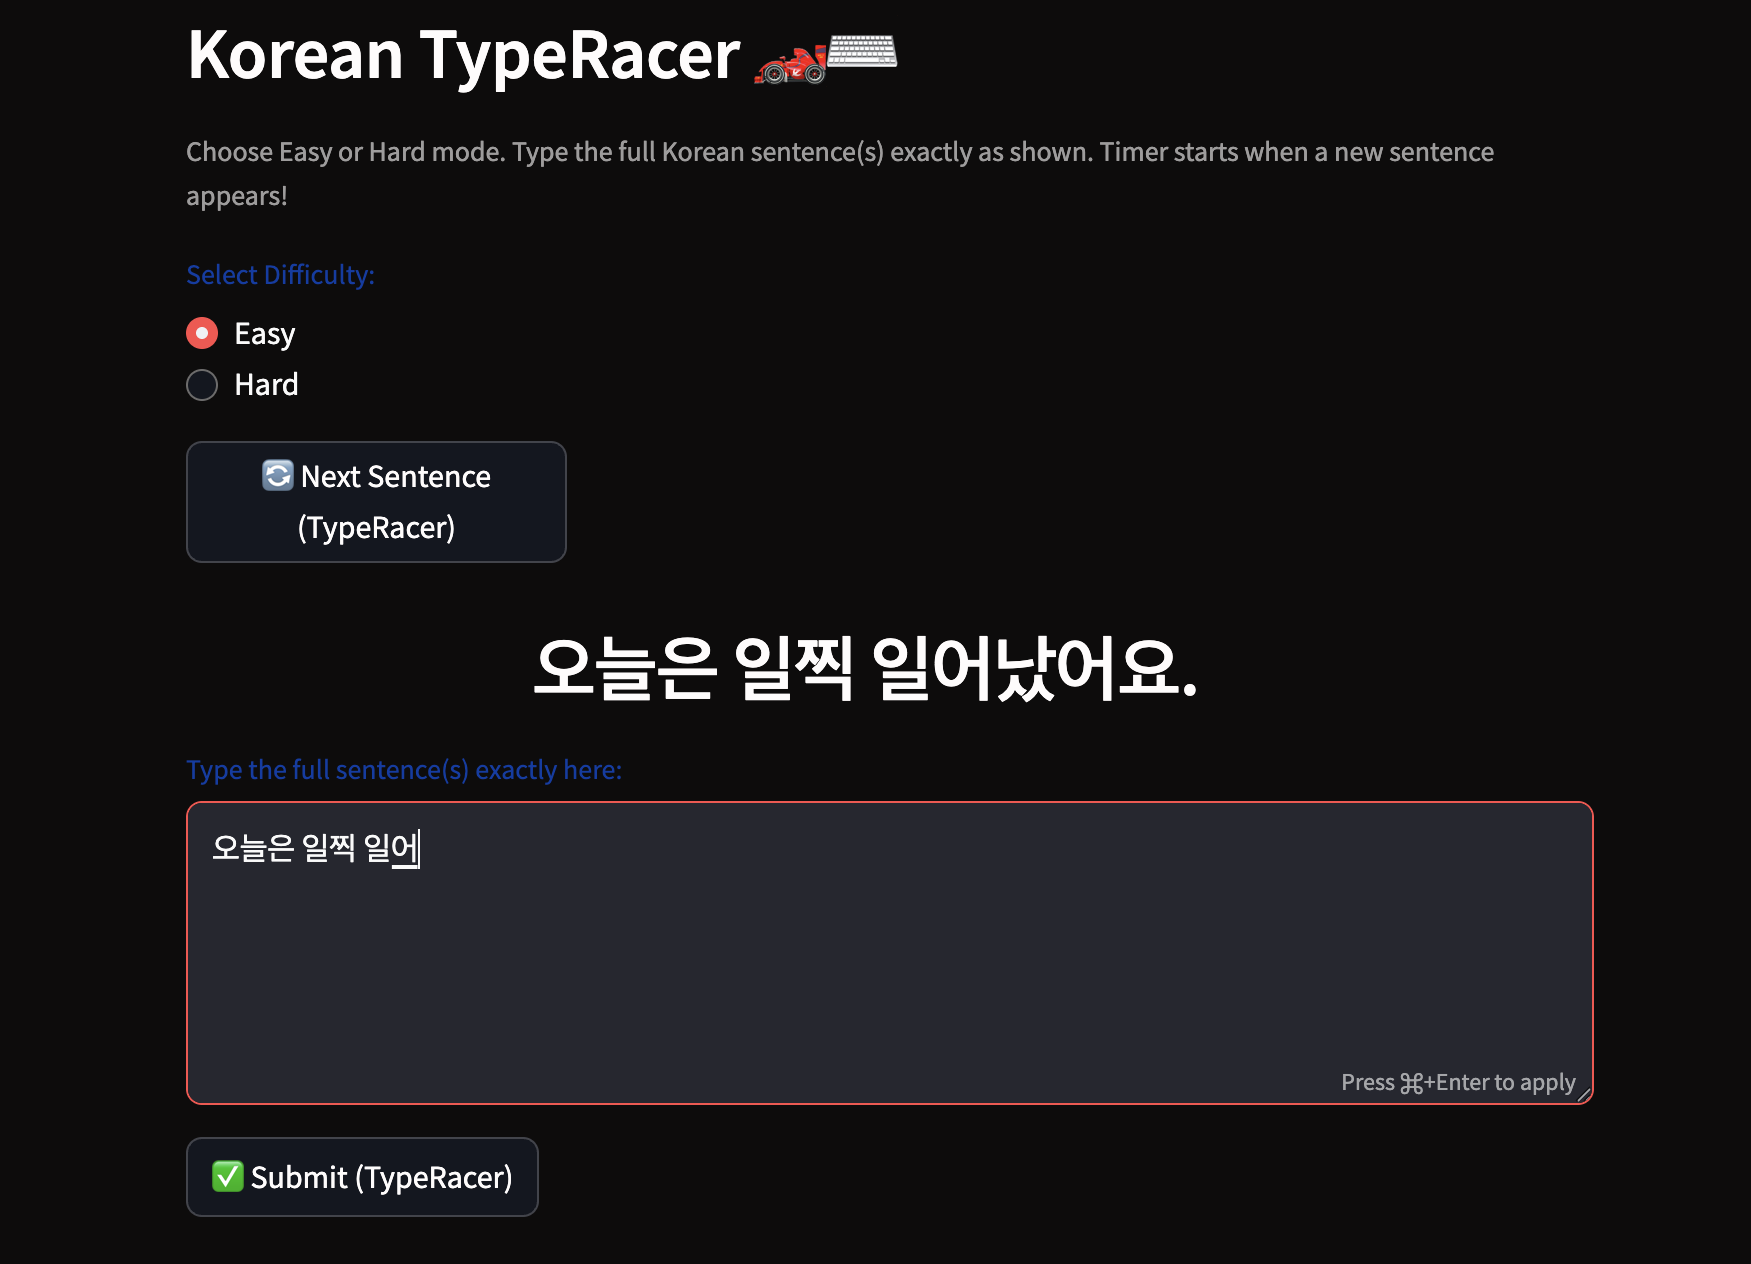 Korean TypeRacer 🏎️⌨️
Choose Easy or Hard mode. Type the full Korean sentence(s) exactly as shown. Timer starts when a new sentence
appears!
Select Difficulty:
Easy
Hard
🔄 Next Sentence
(TypeRacer)
오늘은 일찍 일어났어요.
Type the full sentence(s) exactly here:
오늘은 일찍 일어
Press ⌘+Enter to apply
✅ Submit (TypeRacer)